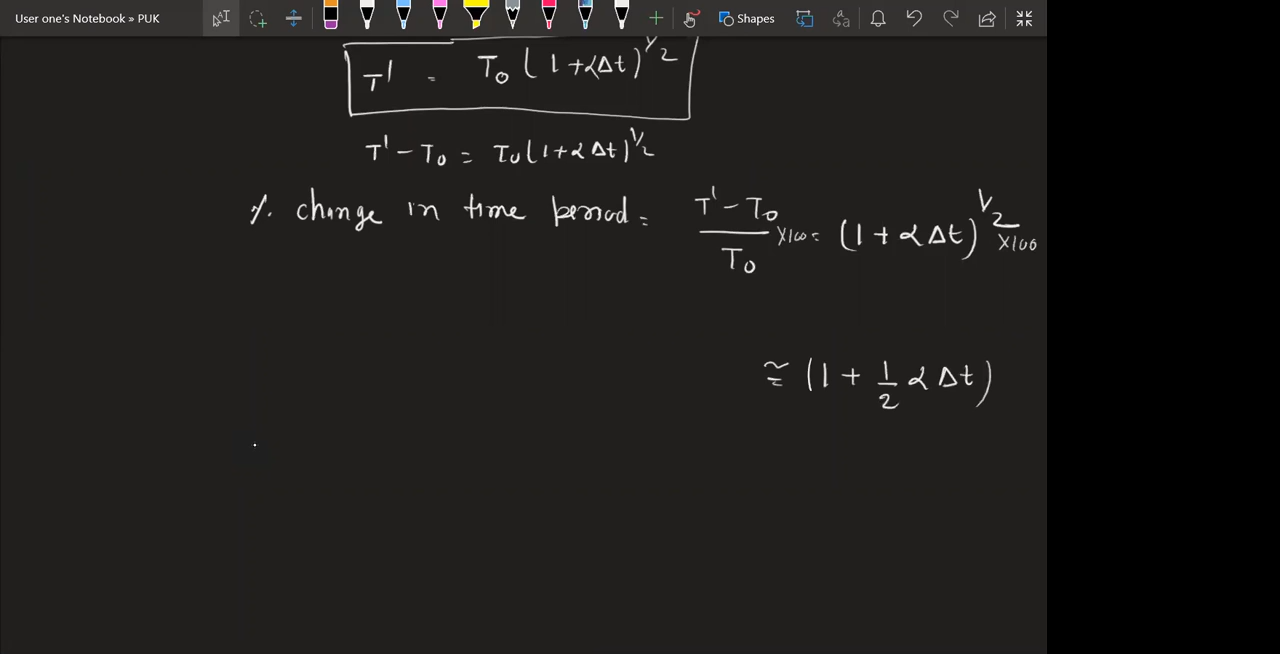 User one's Notebook » PUK
Shapes
T' = T₀ (1+αΔt)^1/2
T' - T₀ = T₀(1+αΔt)^1/2
% change in time period = (T' - T₀)/T₀ ×100 = (1 + αΔt)^1/2 ×100
≅ (1 + 1/2 αΔt)